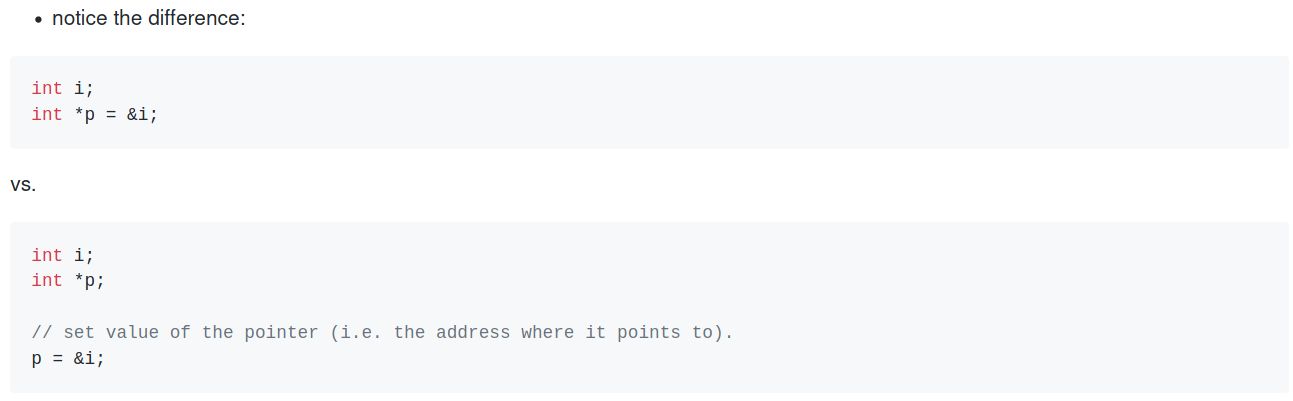 • notice the difference:
int i;
int *p = &i;
vs.
int i;
int *p;
// set value of the pointer (i.e. the address where it points to).
p = &i;